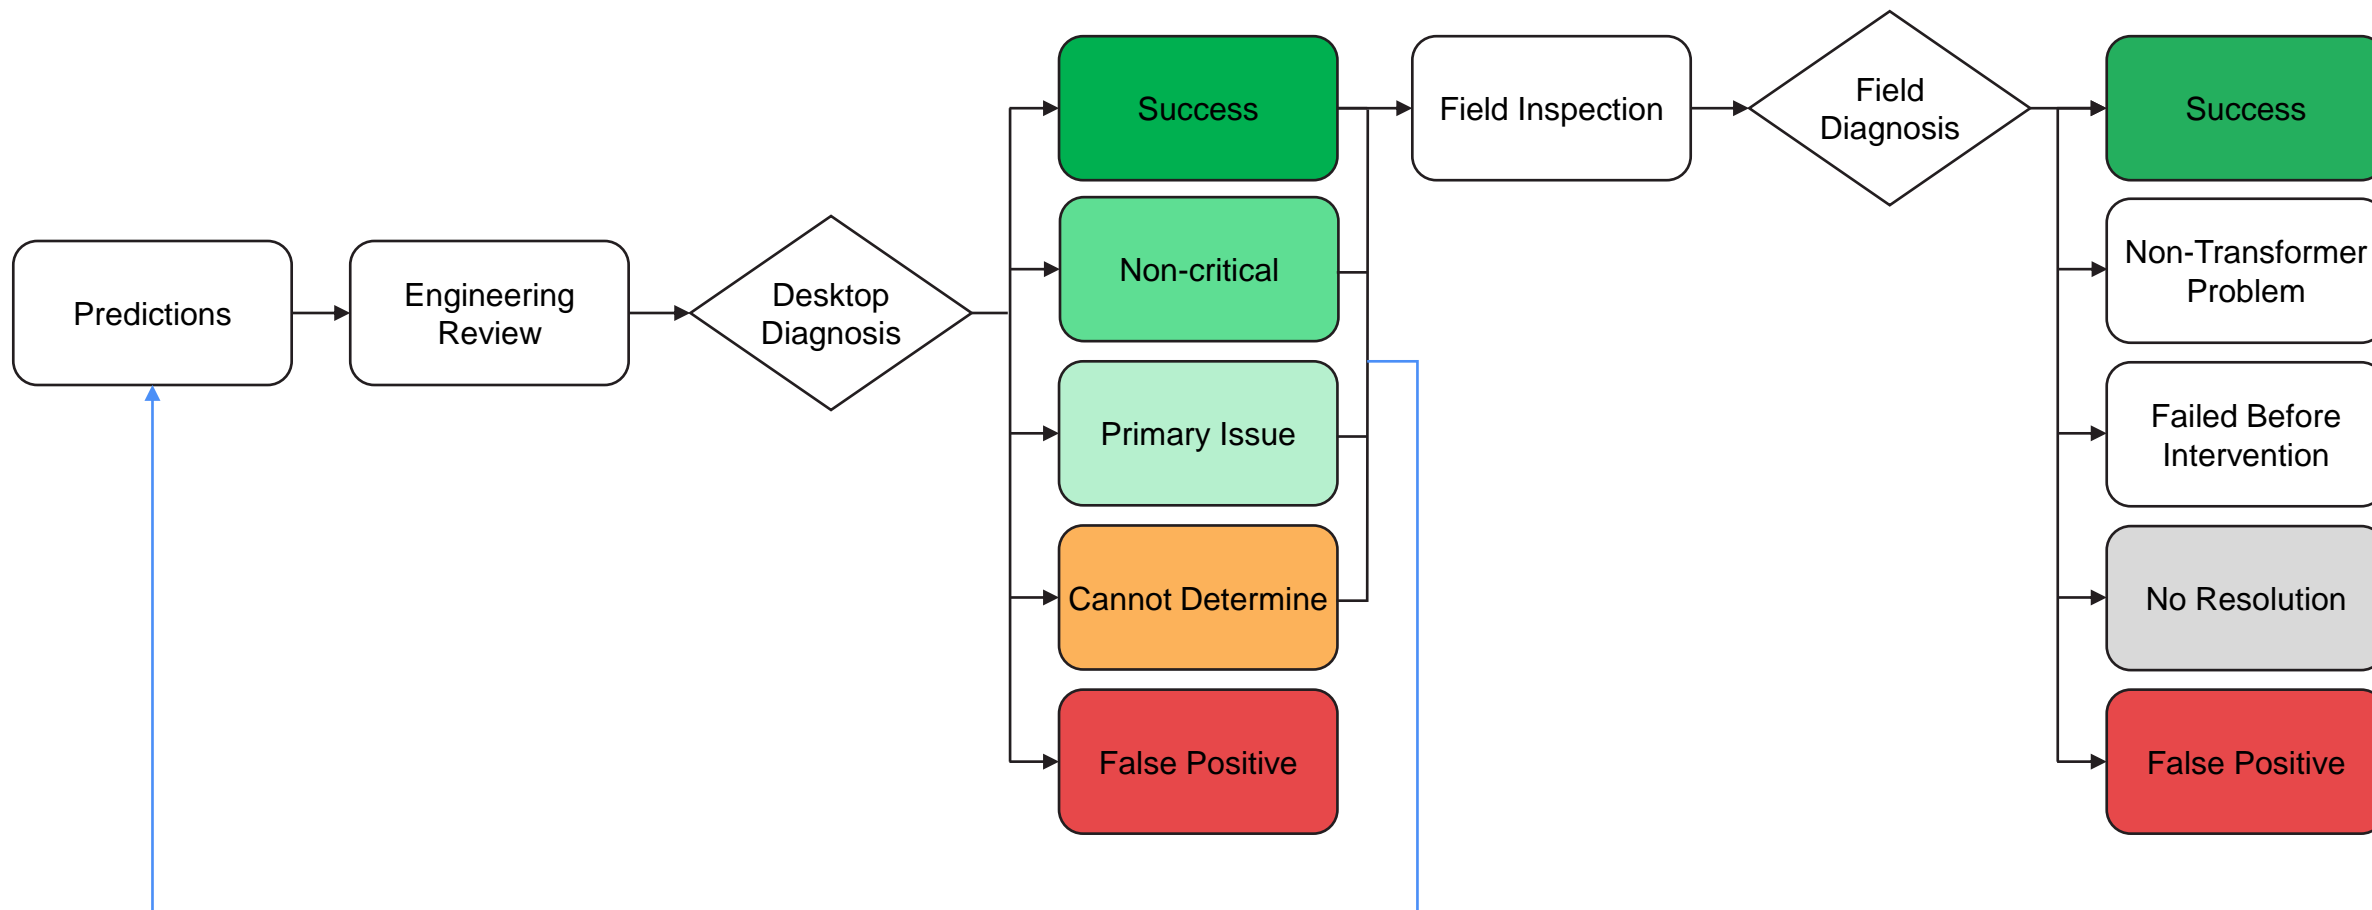 Predictions
Engineering
Review
Desktop
Diagnosis
Success
Non-critical
Primary Issue
Cannot Determine
False Positive
Field Inspection
Field
Diagnosis
Success
Non-Transformer
Problem
Failed Before
Intervention
No Resolution
False Positive